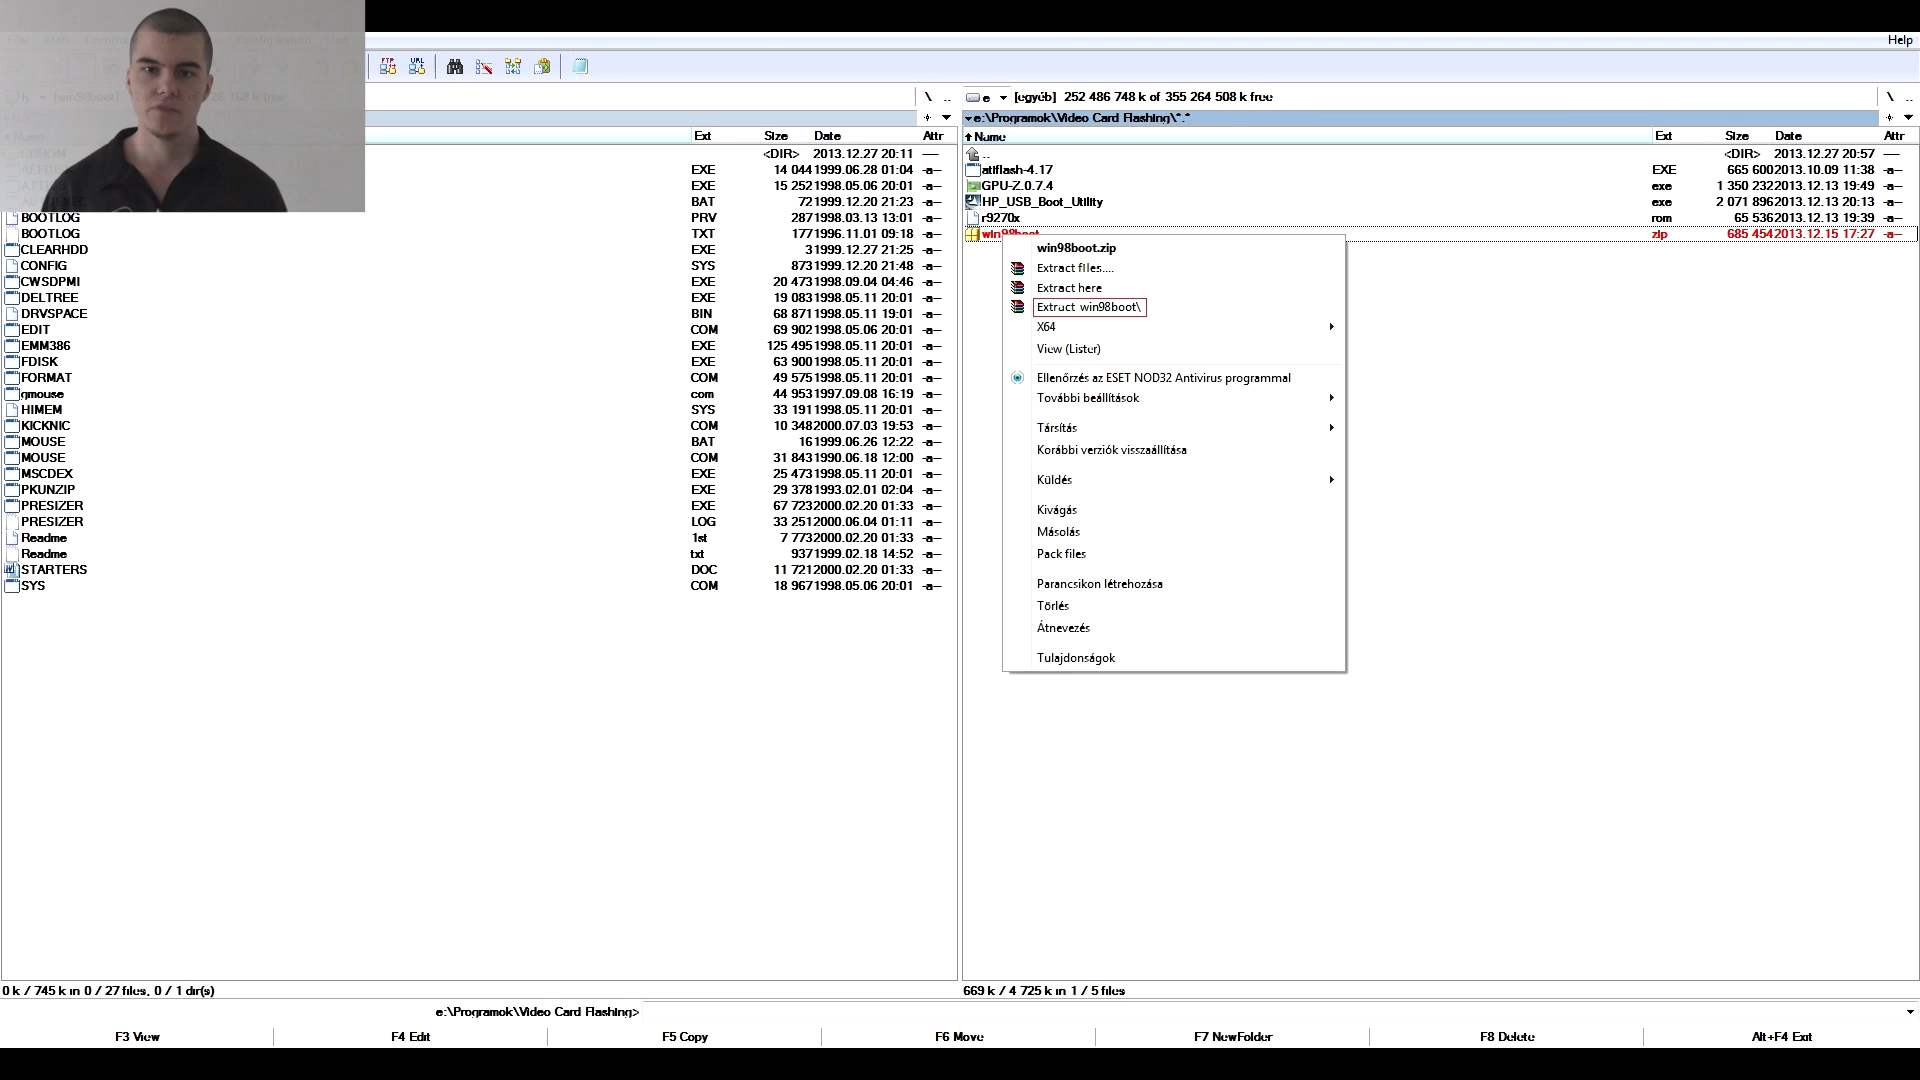 Help
FTP URL
\ ..
e [egyéb] 252 486 748 k of 355 264 508 k free \ ..
e:\Programok\Video Card Flashing\*.*
Ext Size Date Attr
<DIR> 2013.12.27 20:11 ----
EXE 14 044 1999.06.28 01:04 -a--
EXE 15 252 1998.05.06 20:01 -a--
BAT 72 1999.12.20 21:23 -a--
BOOTLOG PRV 287 1998.03.13 13:01 -a--
BOOTLOG TXT 177 1996.11.01 09:18 -a--
CLEARHDD EXE 3 1999.12.27 21:25 -a--
CONFIG SYS 873 1999.12.20 21:48 -a--
CWSDPMI EXE 20 473 1998.09.04 04:46 -a--
DELTREE EXE 19 083 1998.05.11 20:01 -a--
DRVSPACE BIN 68 871 1998.05.11 19:01 -a--
EDIT COM 69 902 1998.05.06 20:01 -a--
EMM386 EXE 125 495 1998.05.11 20:01 -a--
FDISK EXE 63 900 1998.05.11 20:01 -a--
FORMAT COM 49 575 1998.05.11 20:01 -a--
qmouse com 44 953 1997.09.08 16:19 -a--
HIMEM SYS 33 191 1998.05.11 20:01 -a--
KICKNIC COM 10 348 2000.07.03 19:53 -a--
MOUSE BAT 16 1999.06.26 12:22 -a--
MOUSE COM 31 843 1990.06.18 12:00 -a--
MSCDEX EXE 25 473 1998.05.11 20:01 -a--
PKUNZIP EXE 29 378 1993.02.01 02:04 -a--
PRESIZER EXE 67 723 2000.02.20 01:33 -a--
PRESIZER LOG 33 251 2000.06.04 01:11 -a--
Readme 1st 7 773 2000.02.20 01:33 -a--
Readme txt 937 1999.02.18 14:52 -a--
STARTERS DOC 11 721 2000.02.20 01:33 -a--
SYS COM 18 967 1998.05.06 20:01 -a--
Name Ext Size Date Attr
.. <DIR> 2013.12.27 20:57 ----
atiflash-4.17 EXE 665 600 2013.10.09 11:38 -a--
GPU-Z.0.7.4 exe 1 350 232 2013.12.13 19:49 -a--
HP_USB_Boot_Utility exe 2 071 896 2013.12.13 20:13 -a--
r9270x rom 65 536 2013.12.13 19:39 -a--
win98boot zip 685 454 2013.12.15 17:27 -a--
win98boot.zip
Extract files....
Extract here
Extract win98boot\
X64
View (Lister)
Ellenőrzés az ESET NOD32 Antivirus programmal
További beállítások
Társítás
Korábbi verziók visszaállítása
Küldés
Kivágás
Másolás
Pack files
Parancsikon létrehozása
Törlés
Átnevezés
Tulajdonságok
0 k / 745 k in 0 / 27 files, 0 / 1 dir(s)
669 k / 4 725 k in 1 / 5 files
e:\Programok\Video Card Flashing>
F3 View F4 Edit F5 Copy F6 Move F7 NewFolder F8 Delete Alt+F4 Exit